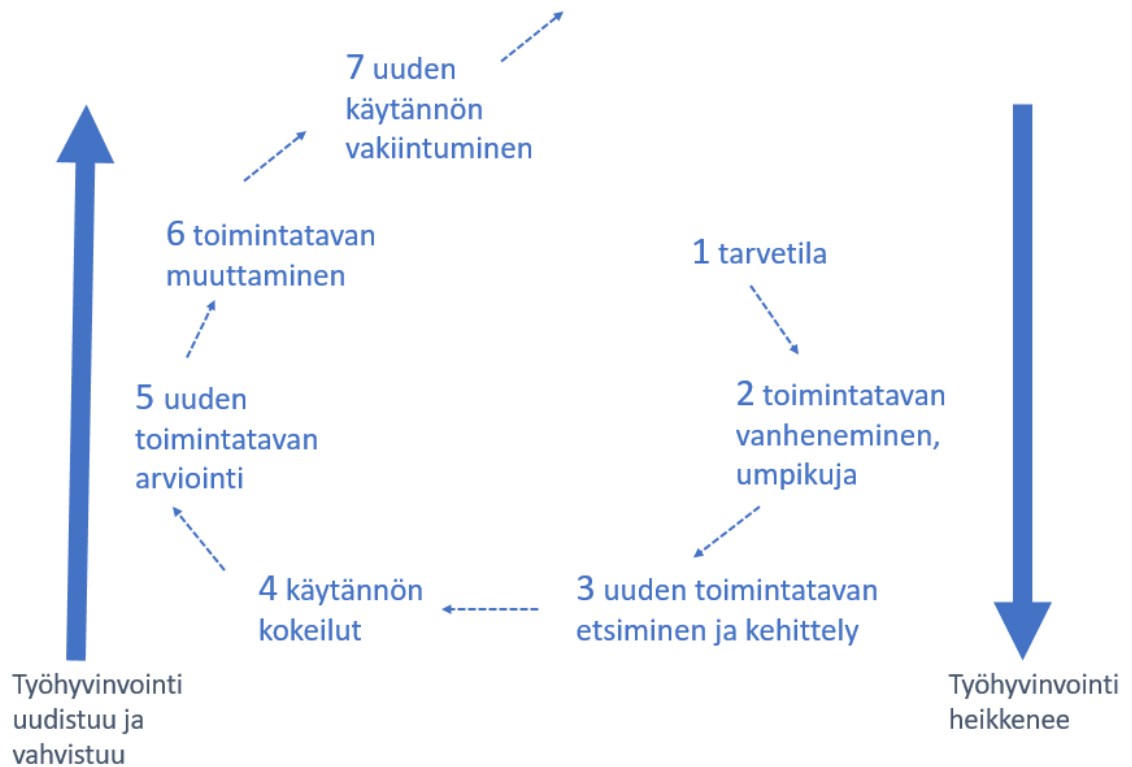 7 uuden
käytännön
vakiintuminen
6 toimintatavan
muuttaminen
1 tarvetila
5 uuden
toimintatavan
arviointi
2 toimintatavan
vanheneminen,
umpikuja
4 käytännön
kokeilut
3 uuden toimintatavan
etsiminen ja kehittely
Työhyvinvointi
uudistuu ja
vahvistuu
Työhyvinvointi
heikkenee